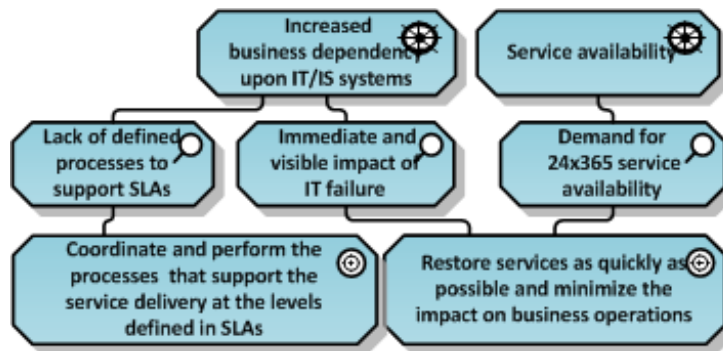 Increased
business dependency
upon IT/IS systems
Service availability
Lack of defined
processes to
support SLAs
Immediate and
visible impact of
IT failure
Demand for
24x365 service
availability
Coordinate and perform the
processes that support the
service delivery at the levels
defined in SLAs
Restore services as quickly as
possible and minimize the
impact on business operations